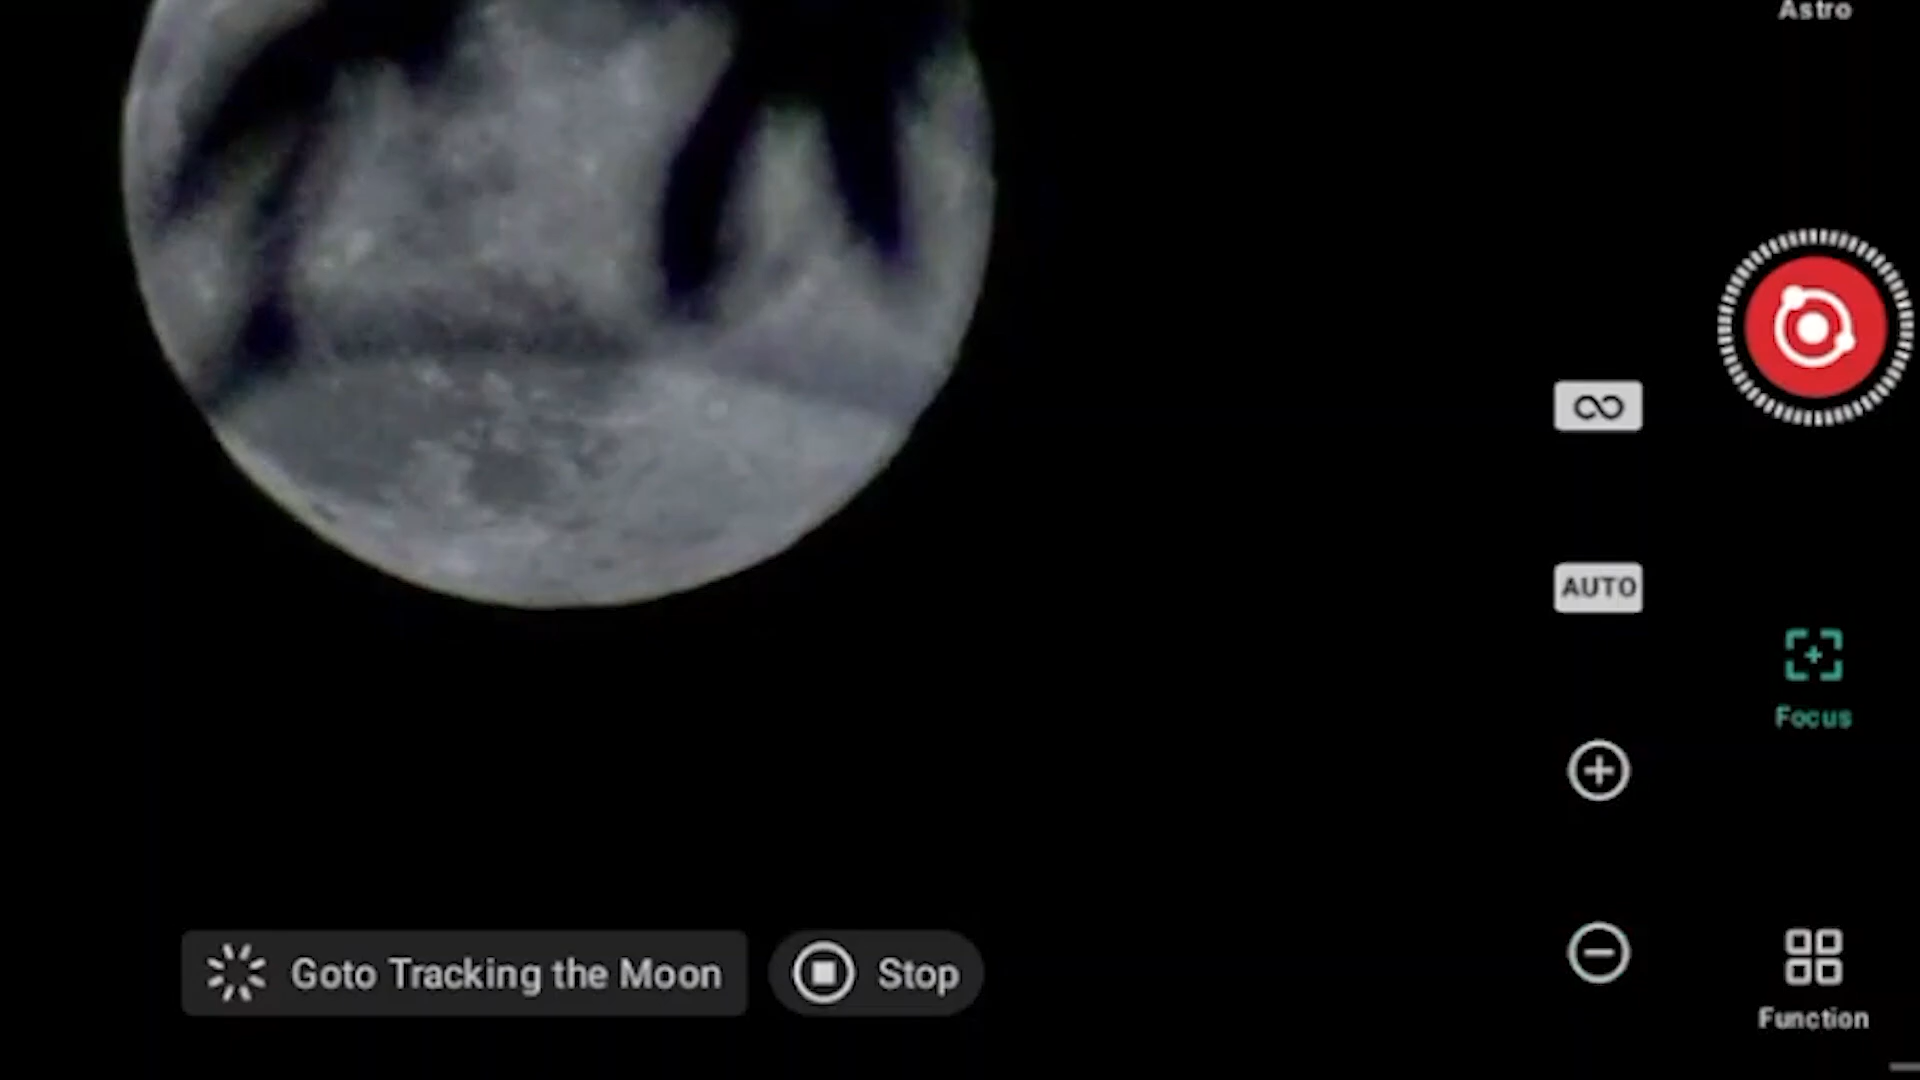 Astro
AUTO
Focus
Goto Tracking the Moon
Stop
Function